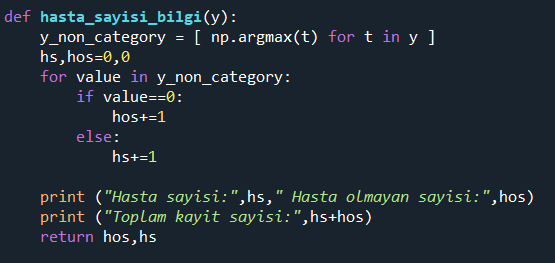 def hasta_sayisi_bilgi(y):
    y_non_category = [ np.argmax(t) for t in y ]
    hs,hos=0,0
    for value in y_non_category:
        if value==0:
            hos+=1
        else:
            hs+=1
    print ("Hasta sayisi:",hs," Hasta olmayan sayisi:",hos)
    print ("Toplam kayit sayisi:",hs+hos)
    return hos,hs